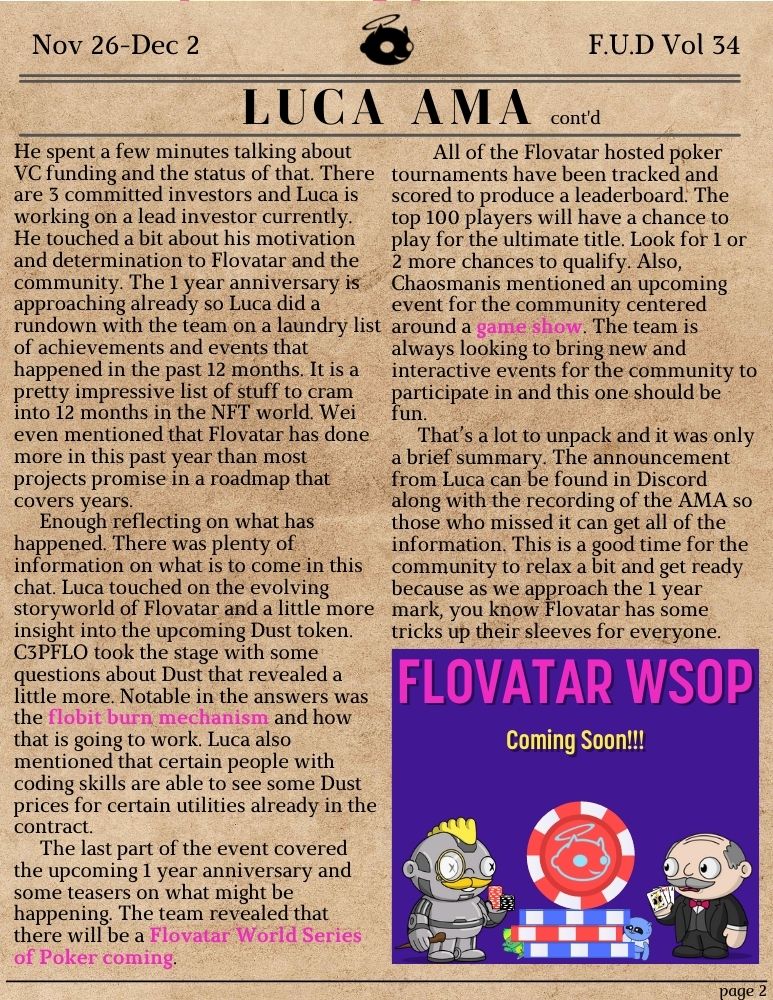 Nov 26-Dec 2
F.U.D Vol 34
LUCA AMA cont'd
He spent a few minutes talking about
VC funding and the status of that. There
are 3 committed investors and Luca is
working on a lead investor currently.
He touched a bit about his motivation
and determination to Flovatar and the
community. The 1 year anniversary is
approaching already so Luca did a
rundown with the team on a laundry list
of achievements and events that
happened in the past 12 months. It is a
pretty impressive list of stuff to cram
into 12 months in the NFT world. Wei
even mentioned that Flovatar has done
more in this past year than most
projects promise in a roadmap that
covers years.
Enough reflecting on what has
happened. There was plenty of
information on what is to come in this
chat. Luca touched on the evolving
storyworld of Flovatar and a little more
insight into the upcoming Dust token.
C3PFLO took the stage with some
questions about Dust that revealed a
little more. Notable in the answers was
the flobit burn mechanism and how
that is going to work. Luca also
mentioned that certain people with
coding skills are able to see some Dust
prices for certain utilities already in the
contract.
The last part of the event covered
the upcoming 1 year anniversary and
some teasers on what might be
happening. The team revealed that
there will be a Flovatar World Series
of Poker coming.
All of the Flovatar hosted poker
tournaments have been tracked and
scored to produce a leaderboard. The
top 100 players will have a chance to
play for the ultimate title. Look for 1 or
2 more chances to qualify. Also,
Chaosmanis mentioned an upcoming
event for the community centered
around a game show. The team is
always looking to bring new and
interactive events for the community to
participate in and this one should be
fun.
That's a lot to unpack and it was only
a brief summary. The announcement
from Luca can be found in Discord
along with the recording of the AMA so
those who missed it can get all of the
information. This is a good time for the
community to relax a bit and get ready
because as we approach the 1 year
mark, you know Flovatar has some
tricks up their sleeves for everyone.
FLOVATAR WSOP
Coming Soon!!!
page 2